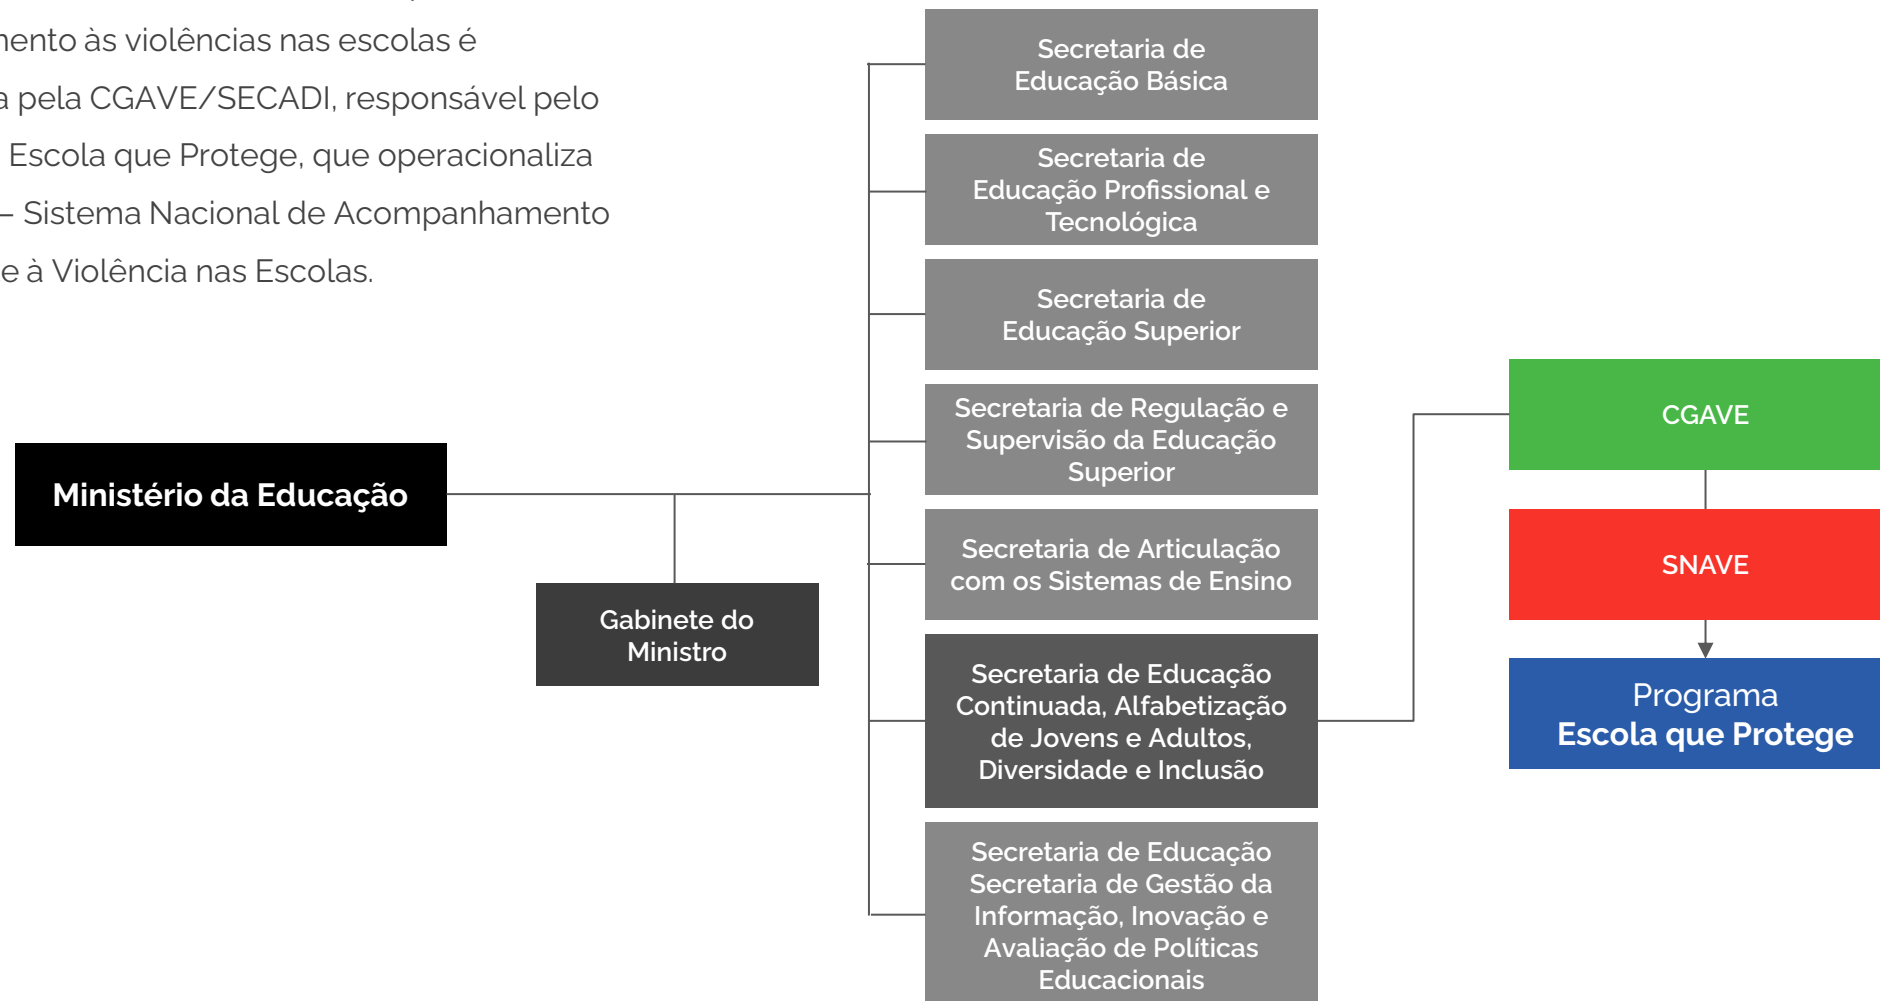 às violências nas escolas é
pela CGAVE/SECADI, responsável pelo
Escola que Protege, que operacionaliza
– Sistema Nacional de Acompanhamento
e à Violência nas Escolas.
Ministério da Educação
Gabinete do
Ministro
Secretaria de
Educação Básica
Secretaria de
Educação Profissional e
Tecnológica
Secretaria de
Educação Superior
Secretaria de Regulação e
Supervisão da Educação
Superior
Secretaria de Articulação
com os Sistemas de Ensino
Secretaria de Educação
Continuada, Alfabetização
de Jovens e Adultos,
Diversidade e Inclusão
Secretaria de Educação
Secretaria de Gestão da
Informação, Inovação e
Avaliação de Políticas
Educacionais
CGAVE
SNAVE
Programa
Escola que Protege